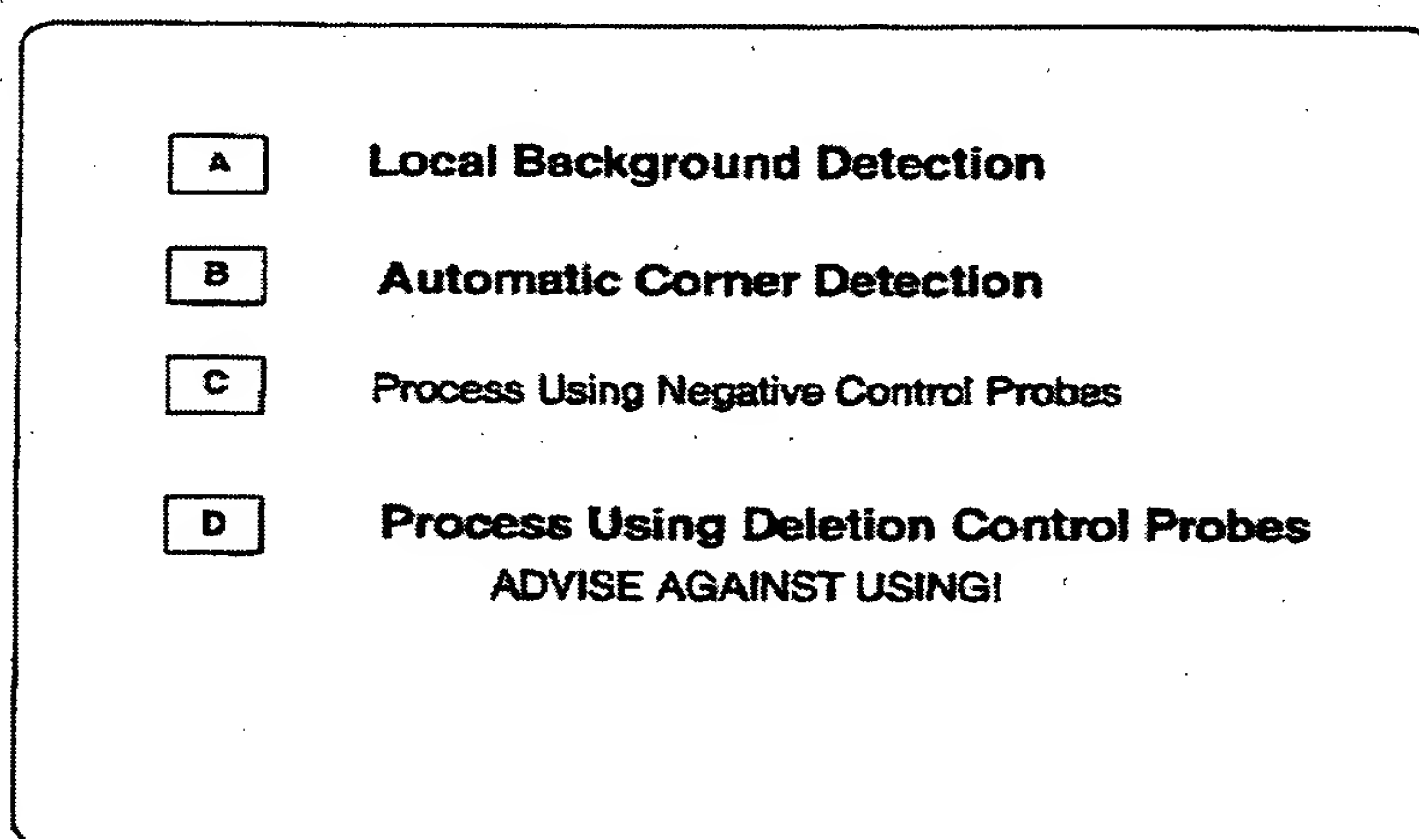 A Local Background Detection
B Automatic Corner Detection
C Process Using Negative Control Probes
D Process Using Deletion Control Probes
ADVISE AGAINST USING!